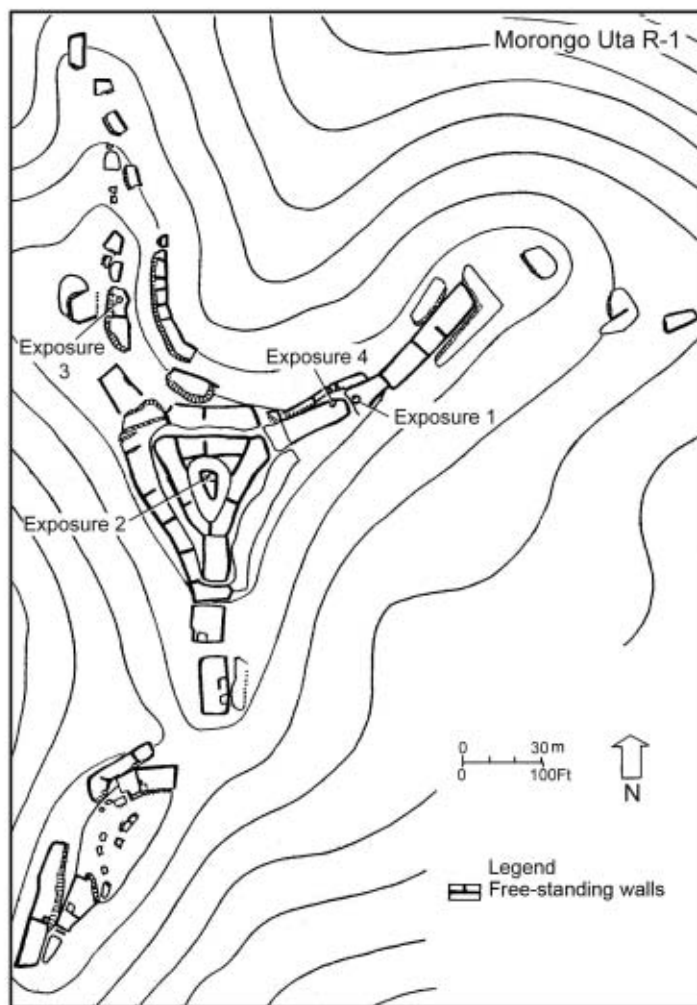 Morongo Uta R-1
Exposure
3
Exposure 4
Exposure 1
Exposure 2
0 30 m
0 100Ft
N
Legend
Free-standing walls